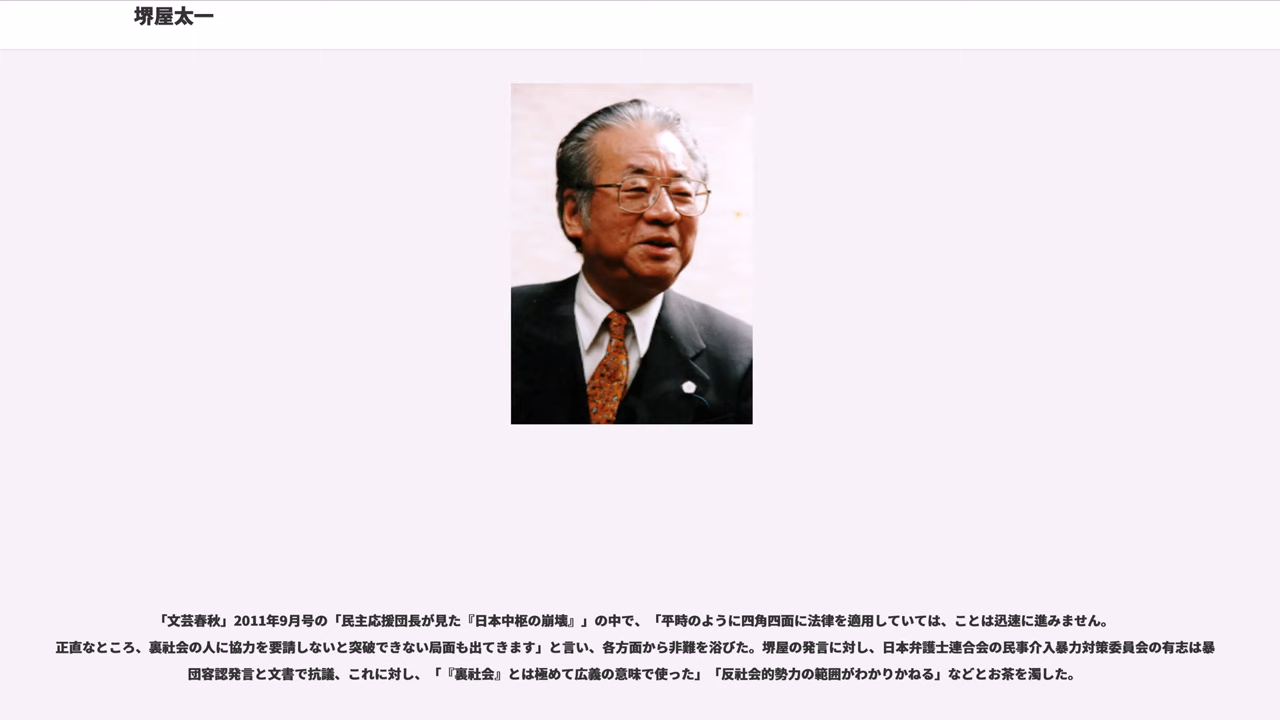 堺屋太一
「文芸春秋」2011年9月号の「民主応援団長が見た『日本中枢の崩壊』」の中で、「平時のように四角四面に法律を適用していては、ことは迅速に進みません。
正直なところ、裏社会の人に協力を要請しないと突破できない局面も出てきます」と言い、各方面から非難を浴びた。堺屋の発言に対し、日本弁護士連合会の民事介入暴力対策委員会の有志は暴
団容認発言と文書で抗議、これに対し、「『裏社会』とは極めて広義の意味で使った」「反社会的勢力の範囲がわかりかねる」などとお茶を濁した。